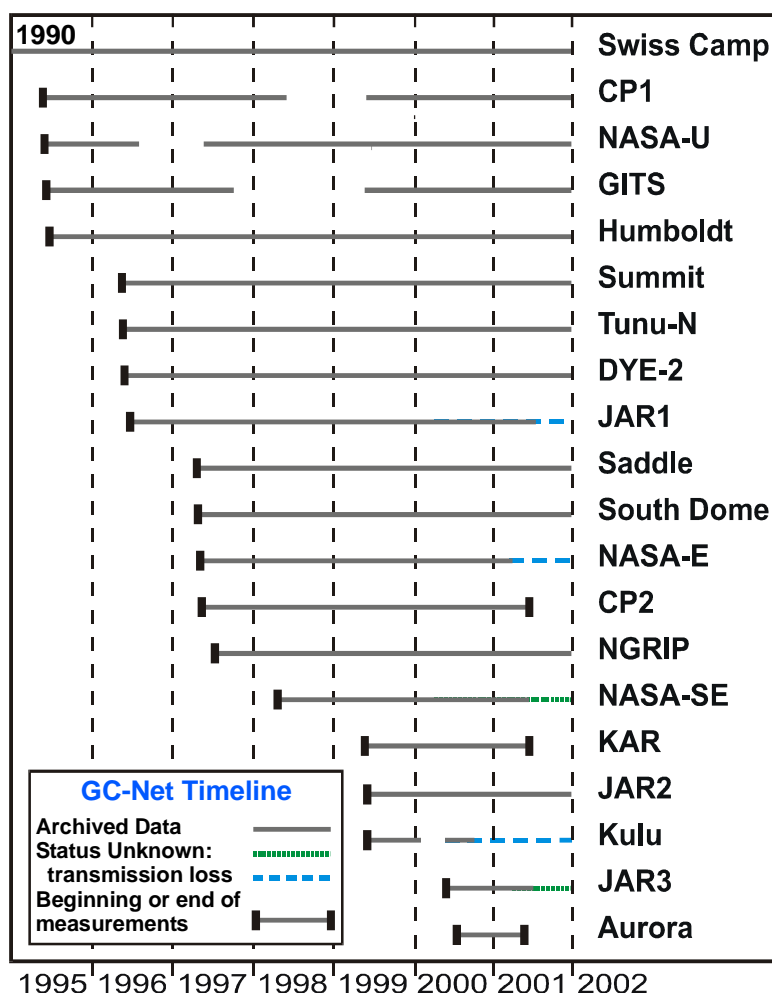 1990
Swiss Camp
CP1
NASA-U
GITS
Humboldt
Summit
Tunu-N
DYE-2
JAR1
Saddle
South Dome
NASA-E
CP2
NGRIP
NASA-SE
KAR
JAR2
Kulu
JAR3
Aurora
GC-Net Timeline
Archived Data
Status Unknown:
transmission loss
Beginning or end of
measurements
1995 1996 1997 1998 1999 2000 2001 2002